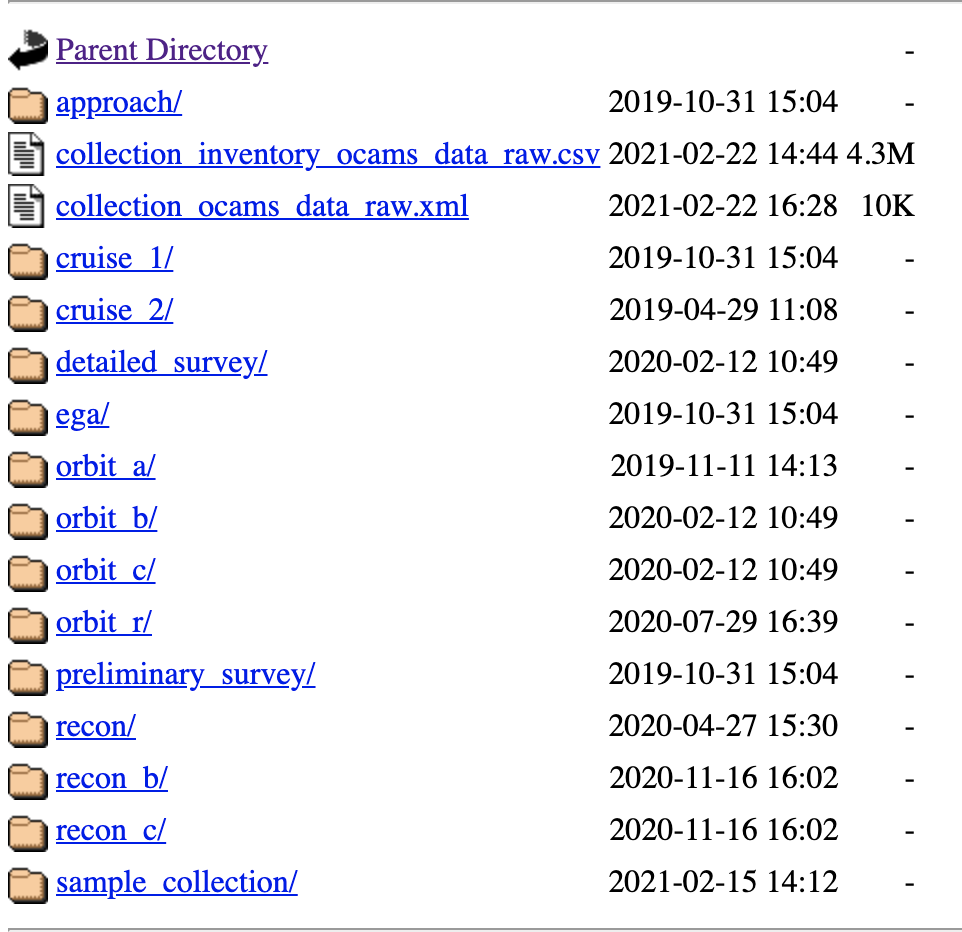 Parent Directory -
approach/ 2019-10-31 15:04 -
collection_inventory_ocams_data_raw.csv 2021-02-22 14:44 4.3M
collection_ocams_data_raw.xml 2021-02-22 16:28 10K
cruise_1/ 2019-10-31 15:04 -
cruise_2/ 2019-04-29 11:08 -
detailed_survey/ 2020-02-12 10:49 -
ega/ 2019-10-31 15:04 -
orbit_a/ 2019-11-11 14:13 -
orbit_b/ 2020-02-12 10:49 -
orbit_c/ 2020-02-12 10:49 -
orbit_r/ 2020-07-29 16:39 -
preliminary_survey/ 2019-10-31 15:04 -
recon/ 2020-04-27 15:30 -
recon_b/ 2020-11-16 16:02 -
recon_c/ 2020-11-16 16:02 -
sample_collection/ 2021-02-15 14:12 -